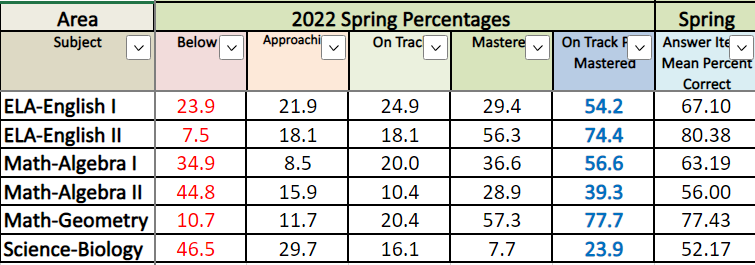 Area 2022 Spring Percentages Spring
Subject Below Approachi On Trac Mastere On Track P Answer Ite
Mastered Mean Percent
Correct
ELA-English I 23.9 21.9 24.9 29.4 54.2 67.10
ELA-English II 7.5 18.1 18.1 56.3 74.4 80.38
Math-Algebra I 34.9 8.5 20.0 36.6 56.6 63.19
Math-Algebra II 44.8 15.9 10.4 28.9 39.3 56.00
Math-Geometry 10.7 11.7 20.4 57.3 77.7 77.43
Science-Biology 46.5 29.7 16.1 7.7 23.9 52.17